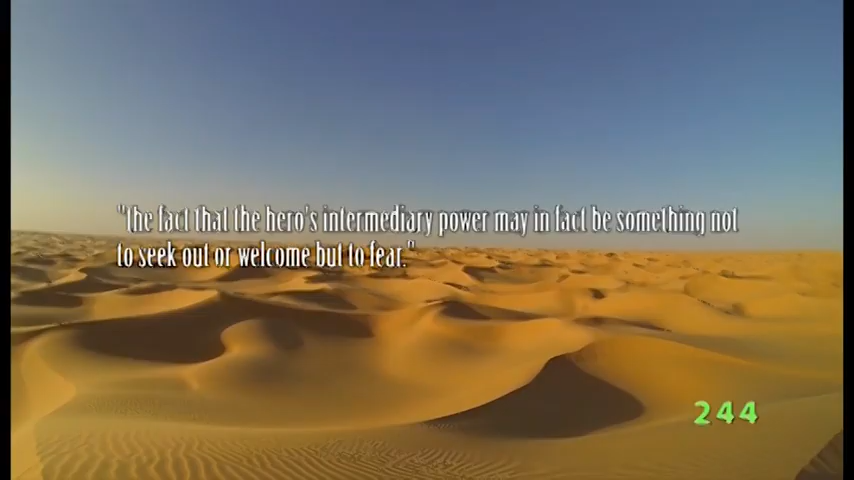 "the fact that the hero's intermediary power may in fact be something not
to seek out or welcome but to fear."
244